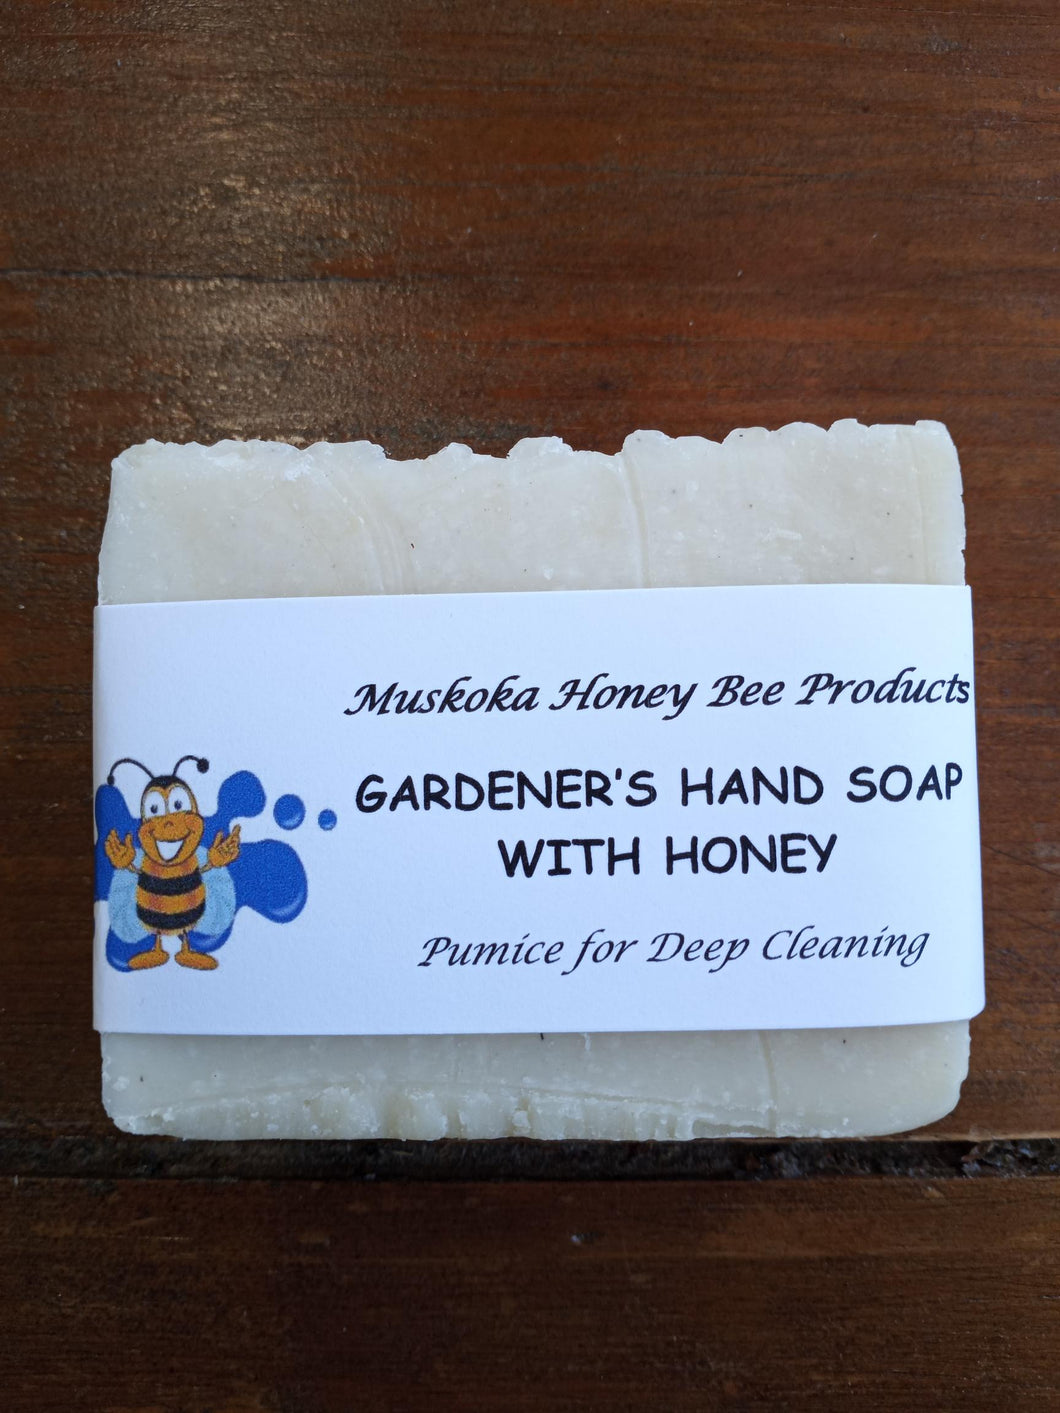 Muskoka Honey Bee Products
GARDENER'S HAND SOAP
WITH HONEY
Pumice for Deep Cleaning